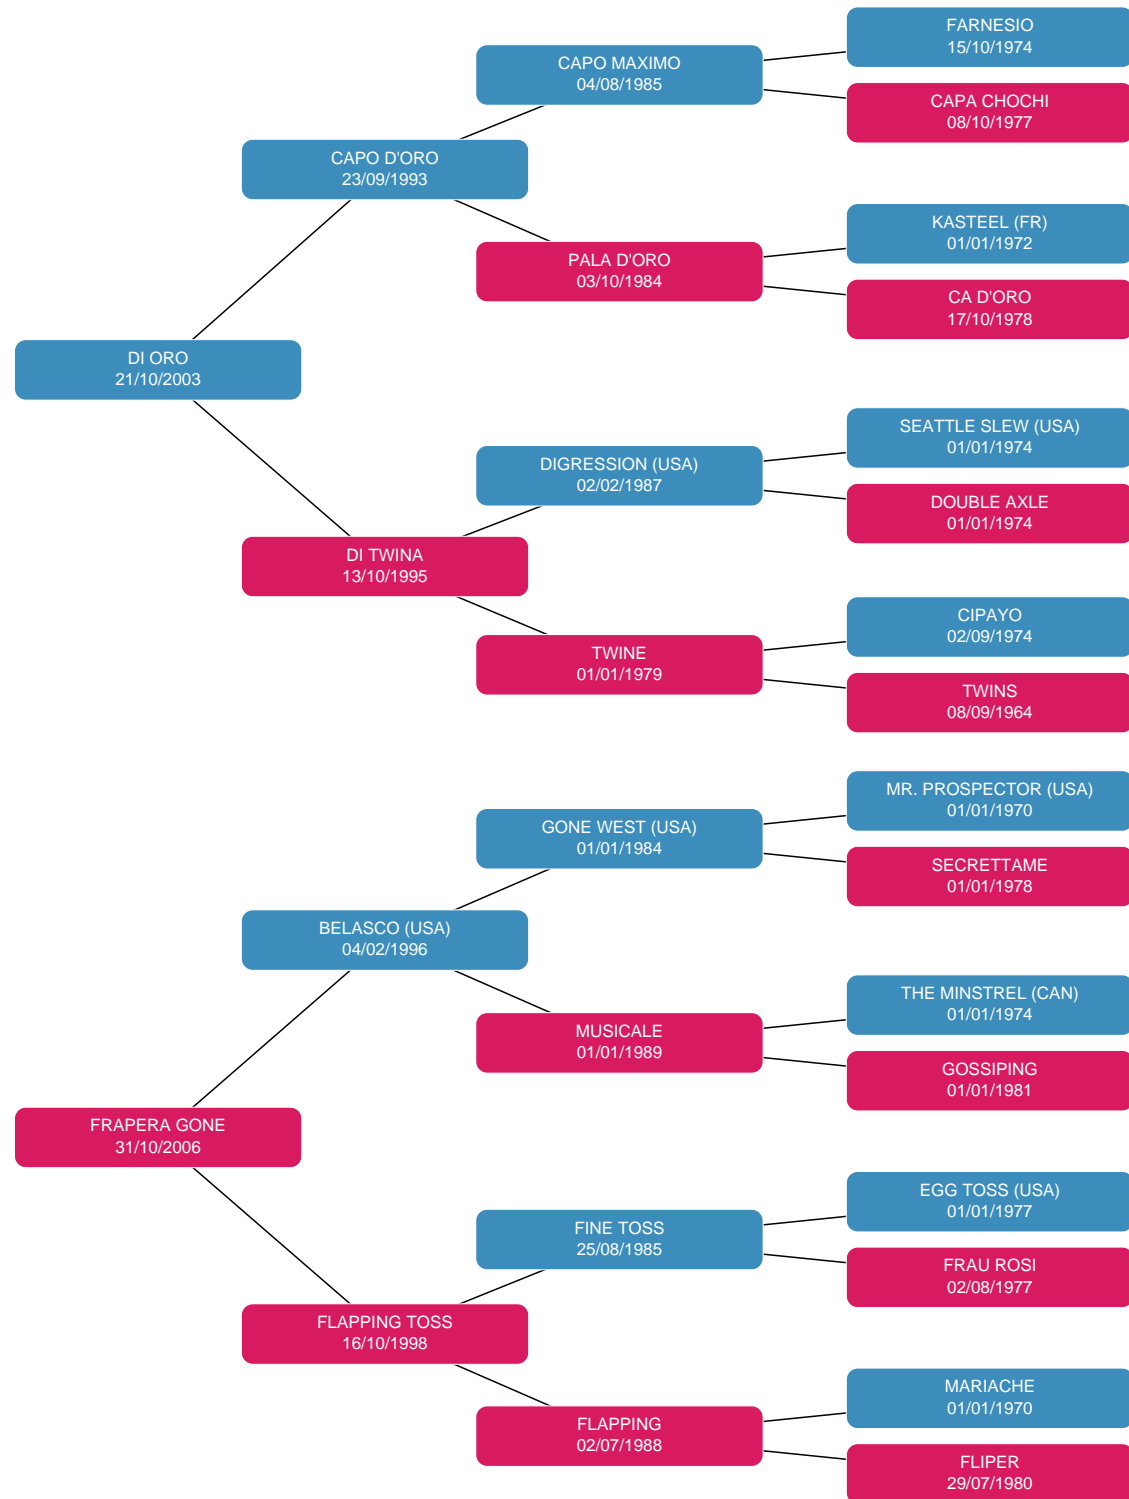 FARNESIO
15/10/1974
CAPO MAXIMO
04/08/1985
CAPA CHOCHI
08/10/1977
CAPO D'ORO
23/09/1993
KASTEEL (FR)
01/01/1972
PALA D'ORO
03/10/1984
CA D'ORO
17/10/1978
DI ORO
21/10/2003
SEATTLE SLEW (USA)
01/01/1974
DIGRESSION (USA)
02/02/1987
DOUBLE AXLE
01/01/1974
DI TWINA
13/10/1995
CIPAYO
02/09/1974
TWINE
01/01/1979
TWINS
08/09/1964
MR. PROSPECTOR (USA)
01/01/1970
GONE WEST (USA)
01/01/1984
SECRETTAME
01/01/1978
BELASCO (USA)
04/02/1996
THE MINSTREL (CAN)
01/01/1974
MUSICALE
01/01/1989
GOSSIPING
01/01/1981
FRAPERA GONE
31/10/2006
EGG TOSS (USA)
01/01/1977
FINE TOSS
25/08/1985
FRAU ROSI
02/08/1977
FLAPPING TOSS
16/10/1998
MARIACHE
01/01/1970
FLAPPING
02/07/1988
FLIPER
29/07/1980